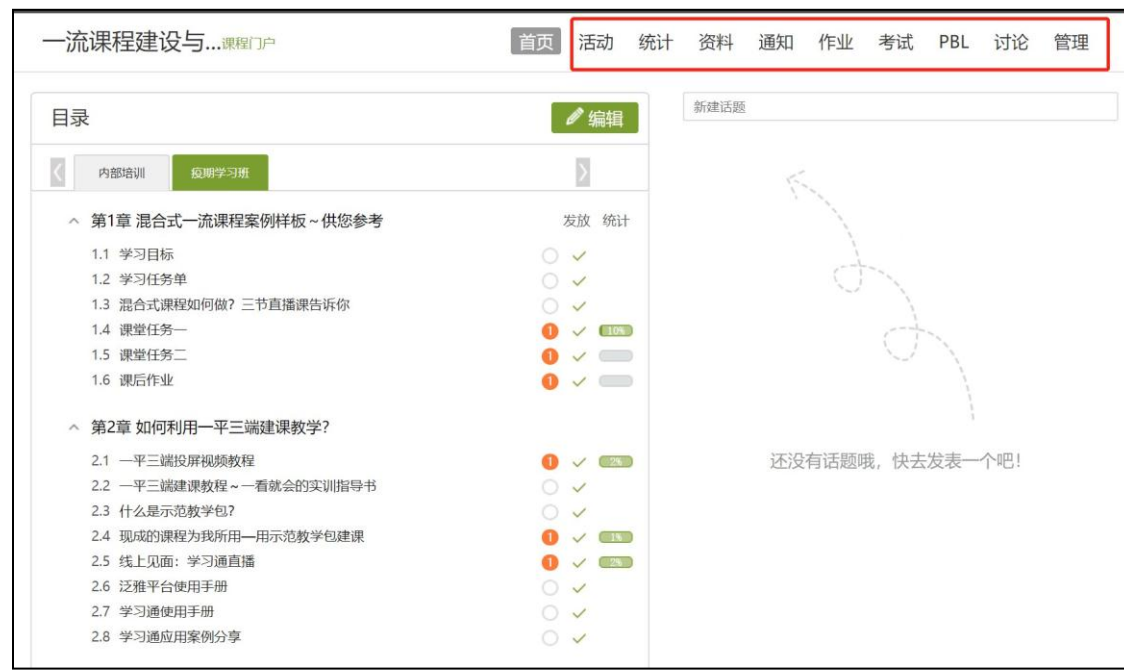 一流课程建设与...课程门户
首页 活动 统计 资料 通知 作业 考试 PBL 讨论 管理
目录
编辑
新建话题
内部培训 疫期学习班
第1章 混合式一流课程案例样板～供您参考 发放 统计
1.1 学习目标
1.2 学习任务单
1.3 混合式课程如何做？三节直播课告诉你
1.4 课堂任务一 1 10%
1.5 课堂任务二 1
1.6 课后作业 1
第2章 如何利用一平三端建课教学?
2.1 一平三端投屏视频教程 1 2%
2.2 一平三端建课教程～一看就会的实训指导书
2.3 什么是示范教学包?
2.4 现成的课程为我所用—用示范教学包建课 1 1%
2.5 线上见面：学习通直播 1 2%
2.6 泛雅平台使用手册
2.7 学习通使用手册
2.8 学习通应用案例分享
还没有话题哦，快去发表一个吧！